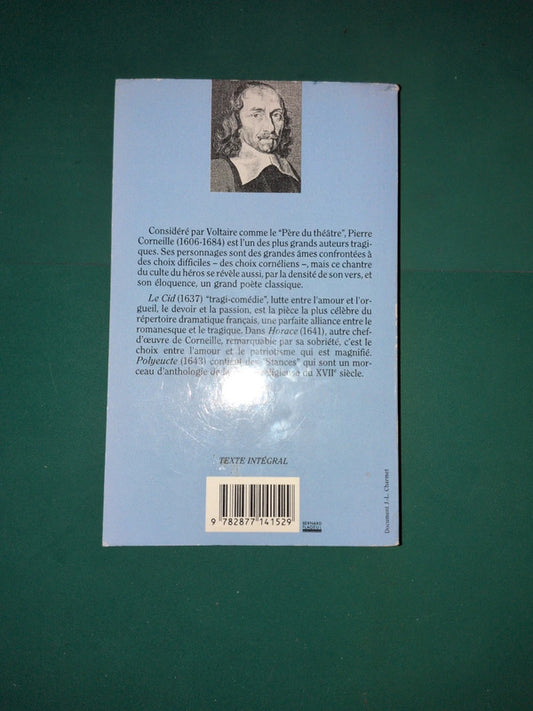 Considéré par Voltaire comme le "Père du théâtre", Pierre
Corneille (1606-1684) est l'un des plus grands auteurs tragi-
ques. Ses personnages sont des grandes âmes confrontées à
des choix difficiles – des choix cornéliens –, mais ce chantre
du culte du héros se révèle aussi, par la densité de son vers, et
son éloquence, un grand poète classique.
Le Cid (1637) "tragi-comédie", lutte entre l'amour et l'or-
gueil, le devoir et la passion, est la pièce la plus célèbre du
répertoire dramatique français, une parfaite alliance entre le
romanesque et le tragique. Dans Horace (1641), autre chef-
d'œuvre de Corneille, remarquable par sa sobriété, c'est le
choix entre l'amour et le patriotisme qui est magnifié.
Polyeucte (1643) contient des "Stances" qui sont un mor-
ceau d'anthologie de la du XVIIe siècle.
TEXTE INTÉGRAL
9 782877 141529
BERNARD
Document J.-L. Charmet